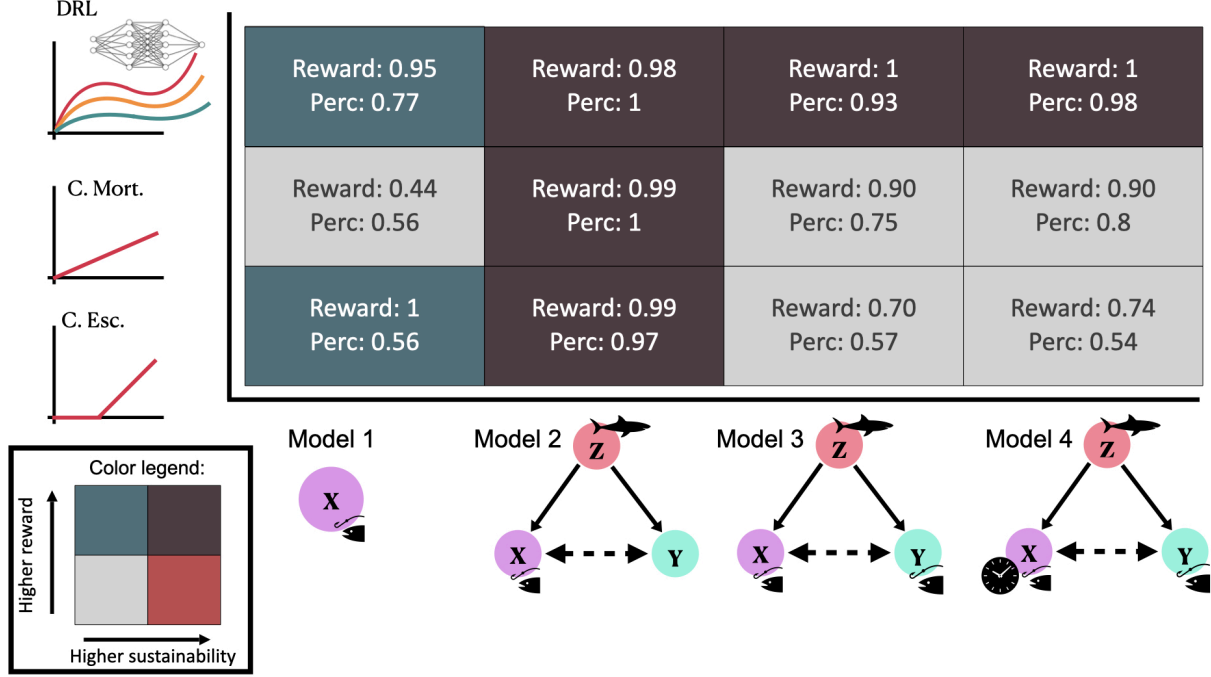 DRL
Reward: 0.95
Perc: 0.77
Reward: 0.98
Perc: 1
Reward: 1
Perc: 0.93
Reward: 1
Perc: 0.98
C. Mort.
Reward: 0.44
Perc: 0.56
Reward: 0.99
Perc: 1
Reward: 0.90
Perc: 0.75
Reward: 0.90
Perc: 0.8
C. Esc.
Reward: 1
Perc: 0.56
Reward: 0.99
Perc: 0.97
Reward: 0.70
Perc: 0.57
Reward: 0.74
Perc: 0.54
Model 1
X
Model 2
Z
X
Y
Model 3
Z
X
Y
Model 4
Z
X
Y
Color legend:
Higher reward
Higher sustainability